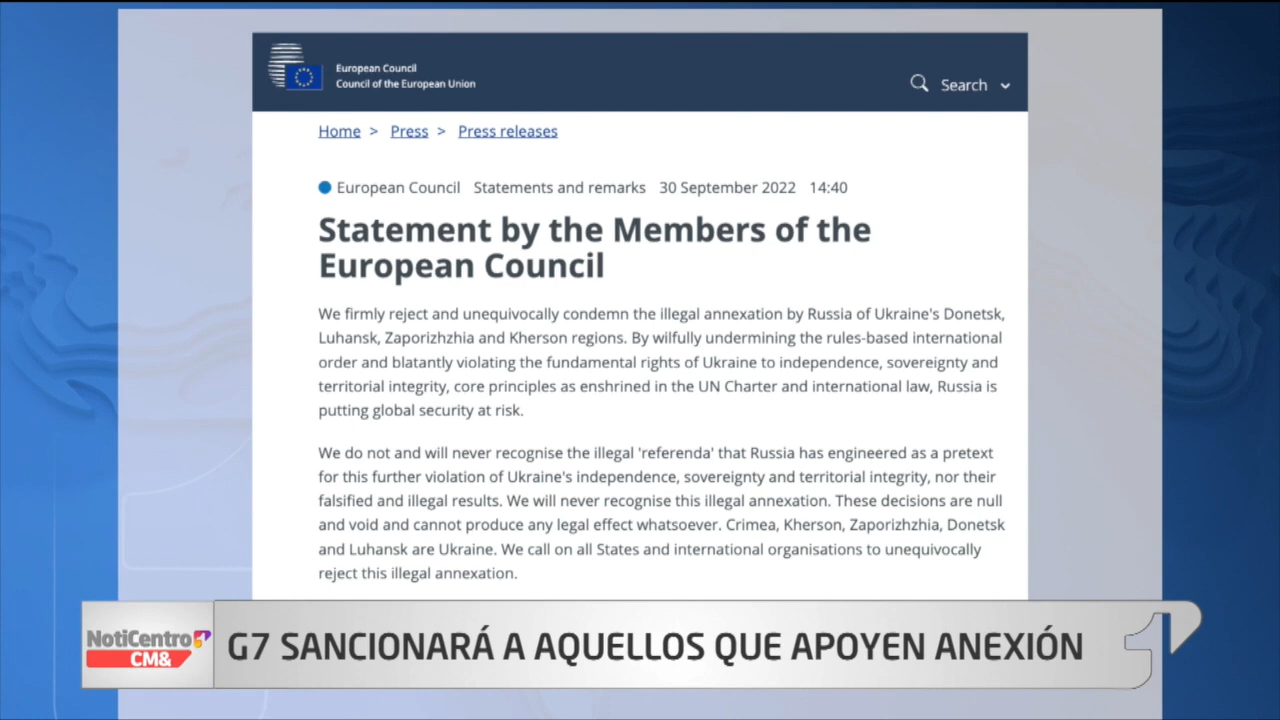 European Council
Council of the European Union
Search
Home > Press > Press releases
European Council Statements and remarks 30 September 2022 14:40
Statement by the Members of the
European Council
We firmly reject and unequivocally condemn the illegal annexation by Russia of Ukraine's Donetsk,
Luhansk, Zaporizhzhia and Kherson regions. By wilfully undermining the rules-based international
order and blatantly violating the fundamental rights of Ukraine to independence, sovereignty and
territorial integrity, core principles as enshrined in the UN Charter and international law, Russia is
putting global security at risk.
We do not and will never recognise the illegal 'referenda' that Russia has engineered as a pretext
for this further violation of Ukraine's independence, sovereignty and territorial integrity, nor their
falsified and illegal results. We will never recognise this illegal annexation. These decisions are null
and void and cannot produce any legal effect whatsoever. Crimea, Kherson, Zaporizhzhia, Donetsk
and Luhansk are Ukraine. We call on all States and international organisations to unequivocally
reject this illegal annexation.
NotiCentro 1
CM&
G7 SANCIONARÁ A AQUELLOS QUE APOYEN ANEXIÓN
1